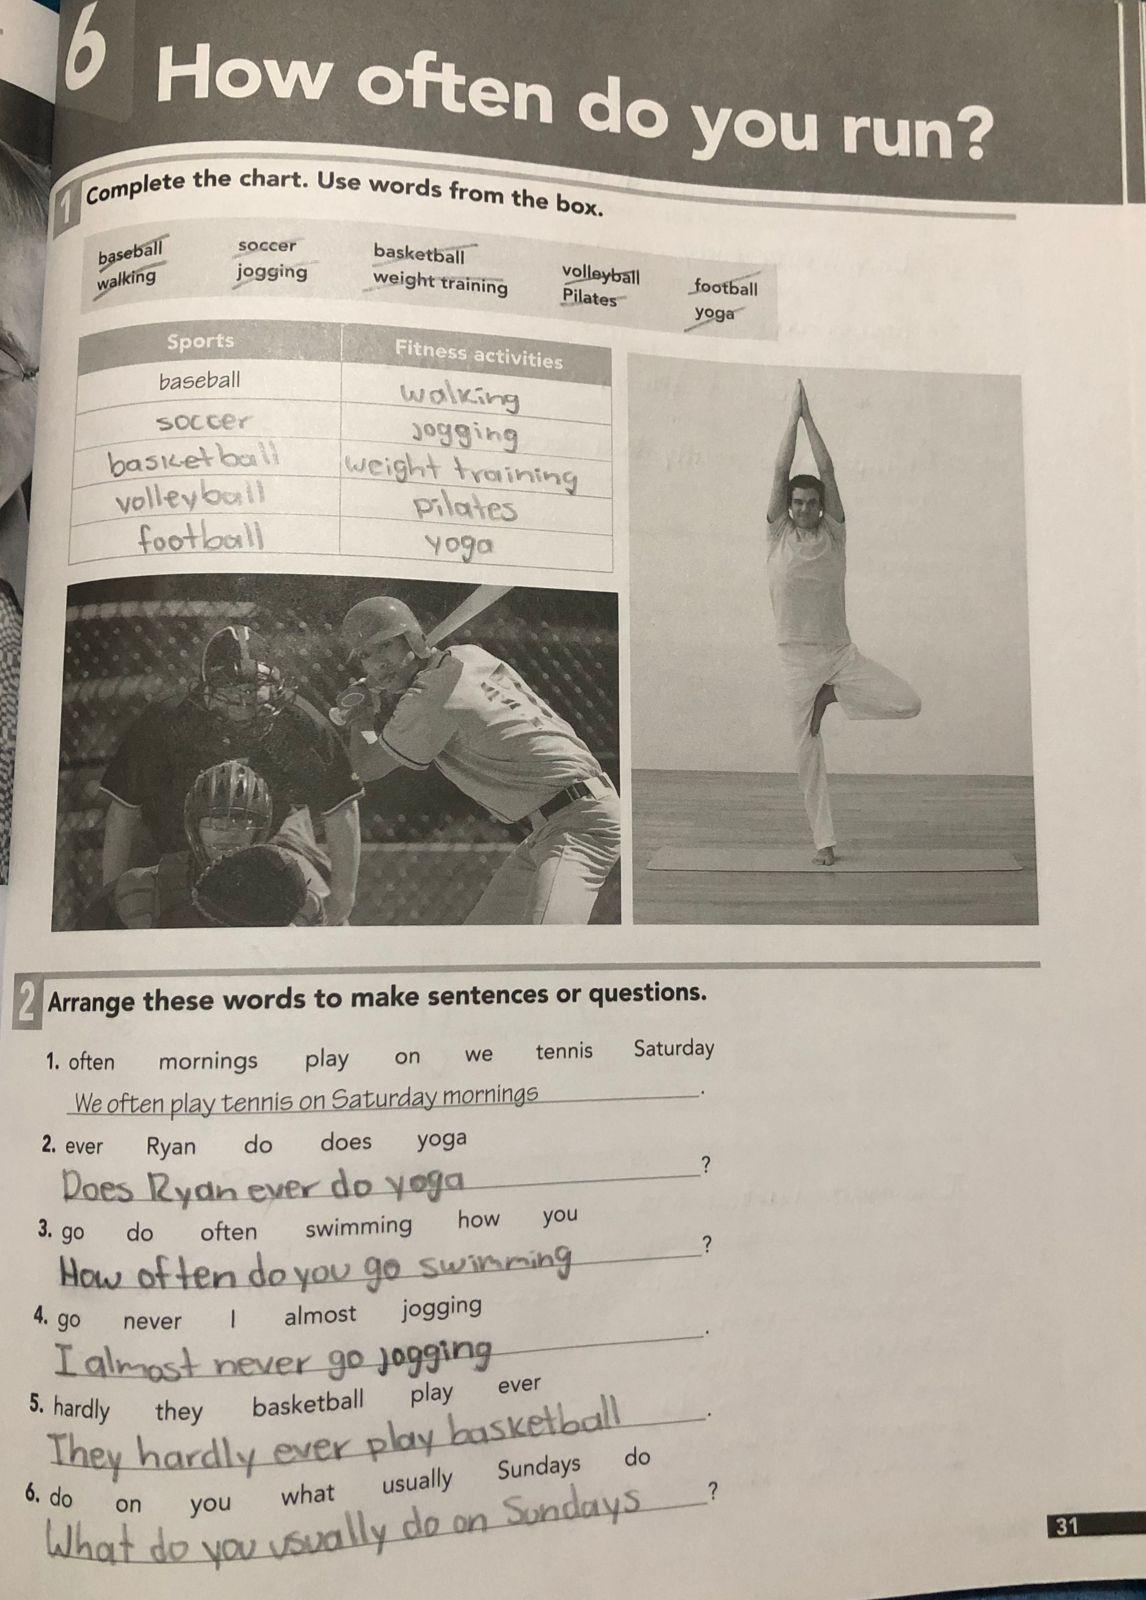 6
How often do you run?
1 Complete the chart. Use words from the box.
baseball soccer basketball volleyball football
walking jogging weight training Pilates yoga
Sports Fitness activities
baseball walking
soccer jogging
basketball weight training
volleyball pilates
football yoga
2 Arrange these words to make sentences or questions.
1. often mornings play on we tennis Saturday
We often play tennis on Saturday mornings .
2. ever Ryan do does yoga
Does Ryan ever do yoga ?
3. go do often swimming how you
How often do you go swimming ?
4. go never I almost jogging
I almost never go jogging .
5. hardly they basketball play ever
They hardly ever play basketball .
6. do on you what usually Sundays do
What do you usually do on Sundays ?
31